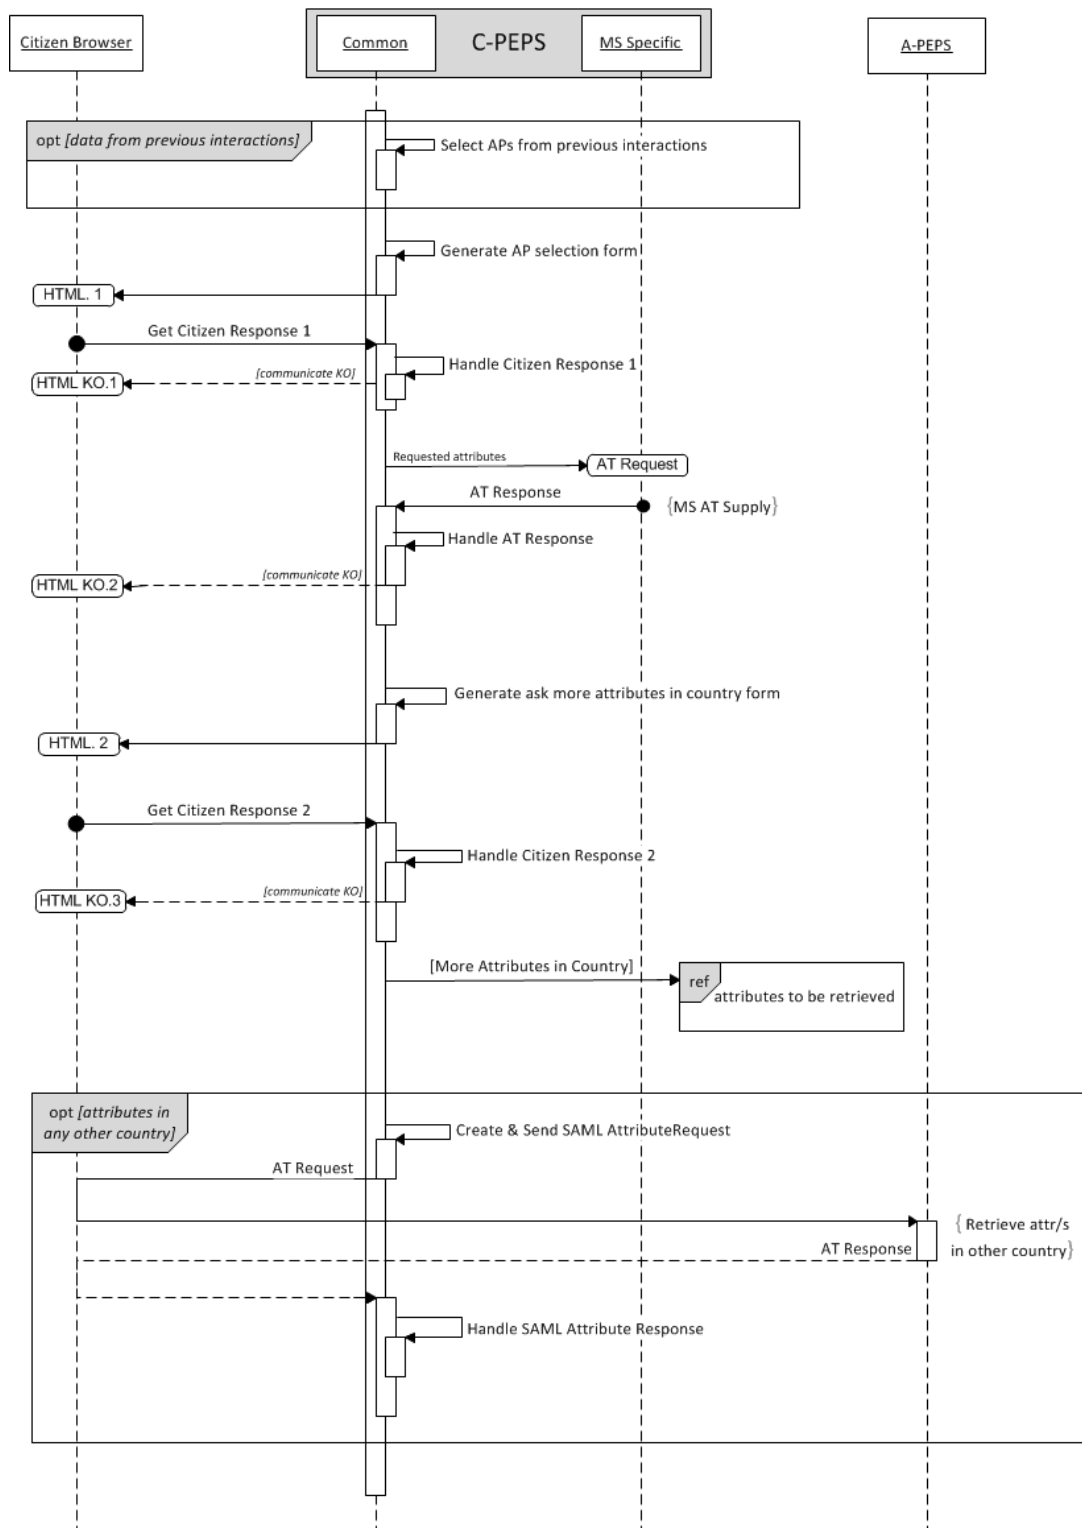 Citizen Browser
Common
C-PEPS
MS Specific
A-PEPS
opt [data from previous interactions]
Select APs from previous interactions
Generate AP selection form
HTML. 1
Get Citizen Response 1
Handle Citizen Response 1
[communicate KO]
HTML KO.1
Requested attributes
AT Request
AT Response
{MS AT Supply}
Handle AT Response
[communicate KO]
HTML KO.2
Generate ask more attributes in country form
HTML. 2
Get Citizen Response 2
Handle Citizen Response 2
[communicate KO]
HTML KO.3
[More Attributes in Country]
ref
attributes to be retrieved
opt [attributes in
any other country]
Create & Send SAML AttributeRequest
AT Request
{ Retrieve attr/s
in other country}
AT Response
Handle SAML Attribute Response